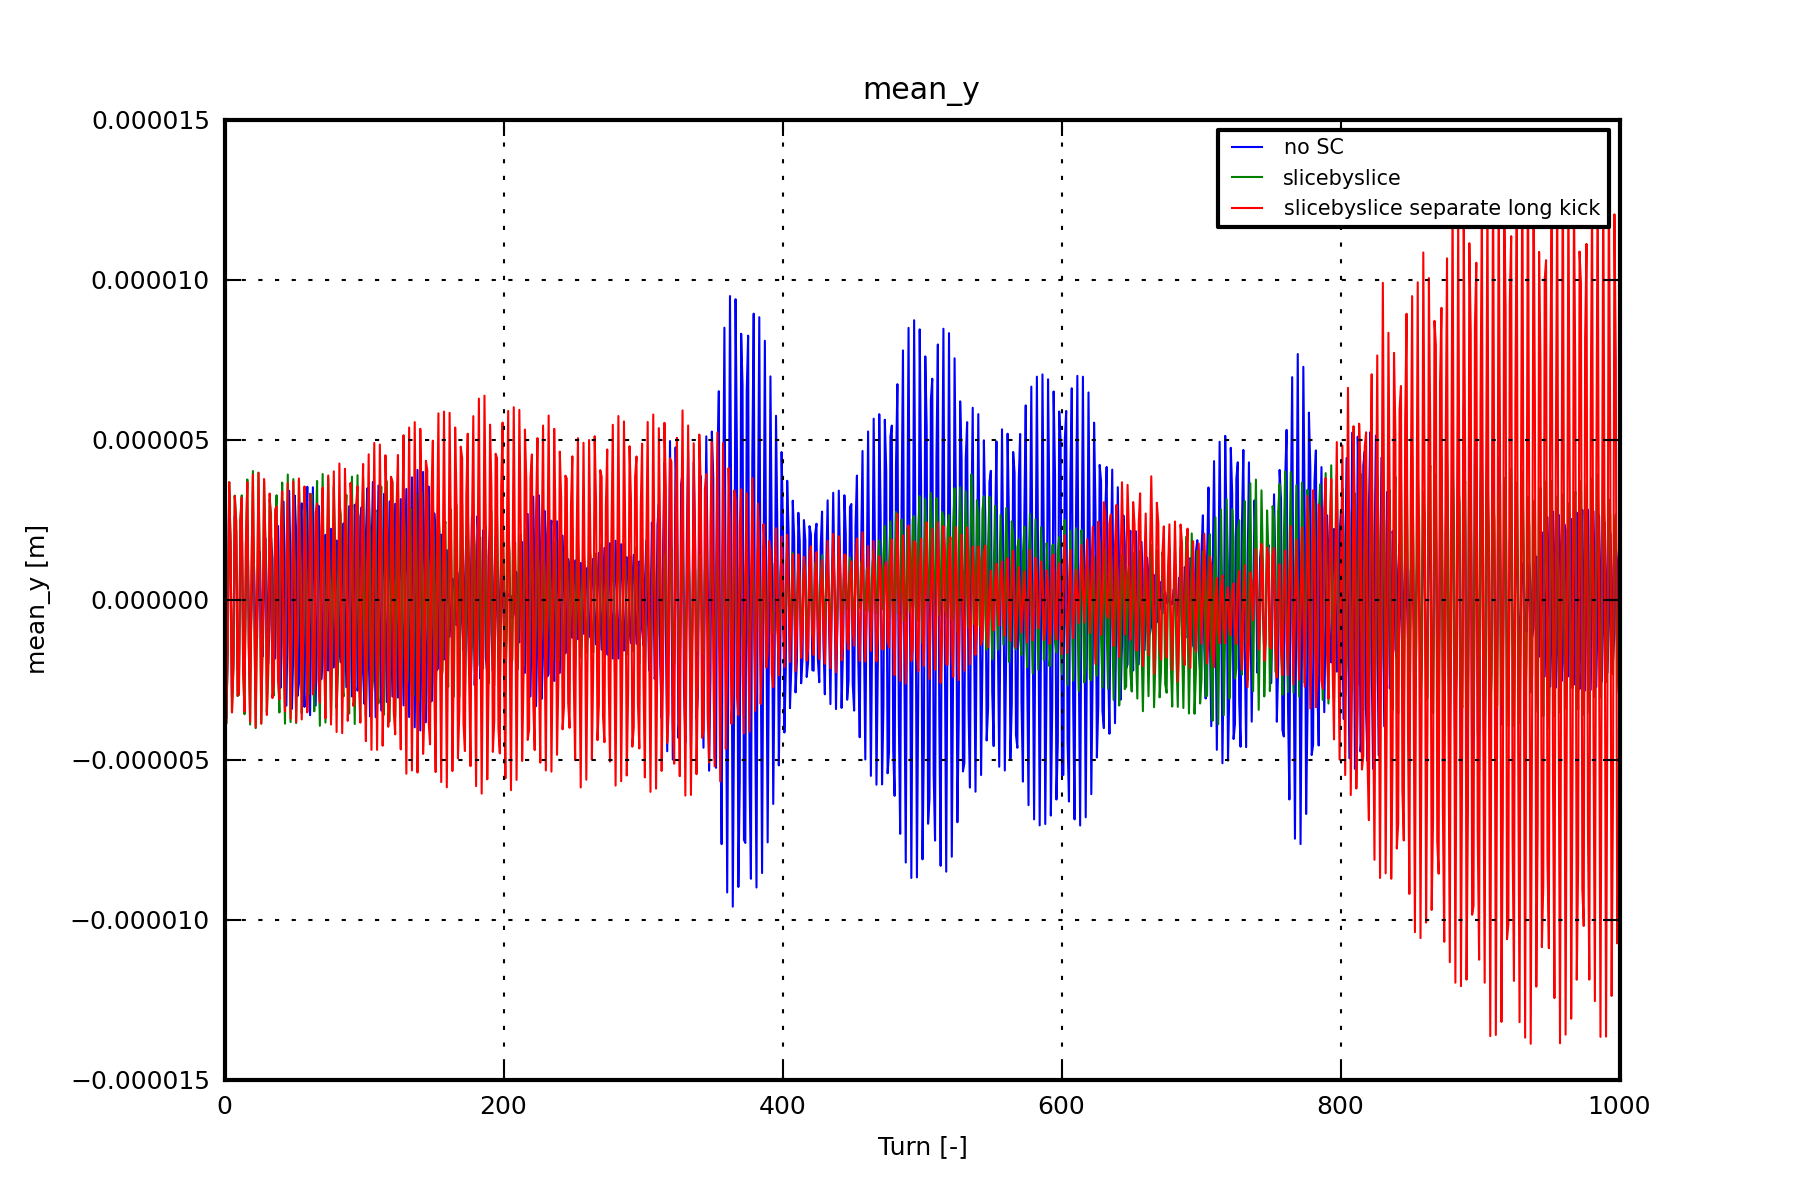 mean_y
0.000015
0.000010
0.000005
0.000000
−0.000005
−0.000010
−0.000015
mean_y [m]
no SC
slicebyslice
slicebyslice separate long kick
0 200 400 600 800 1000
Turn [-]